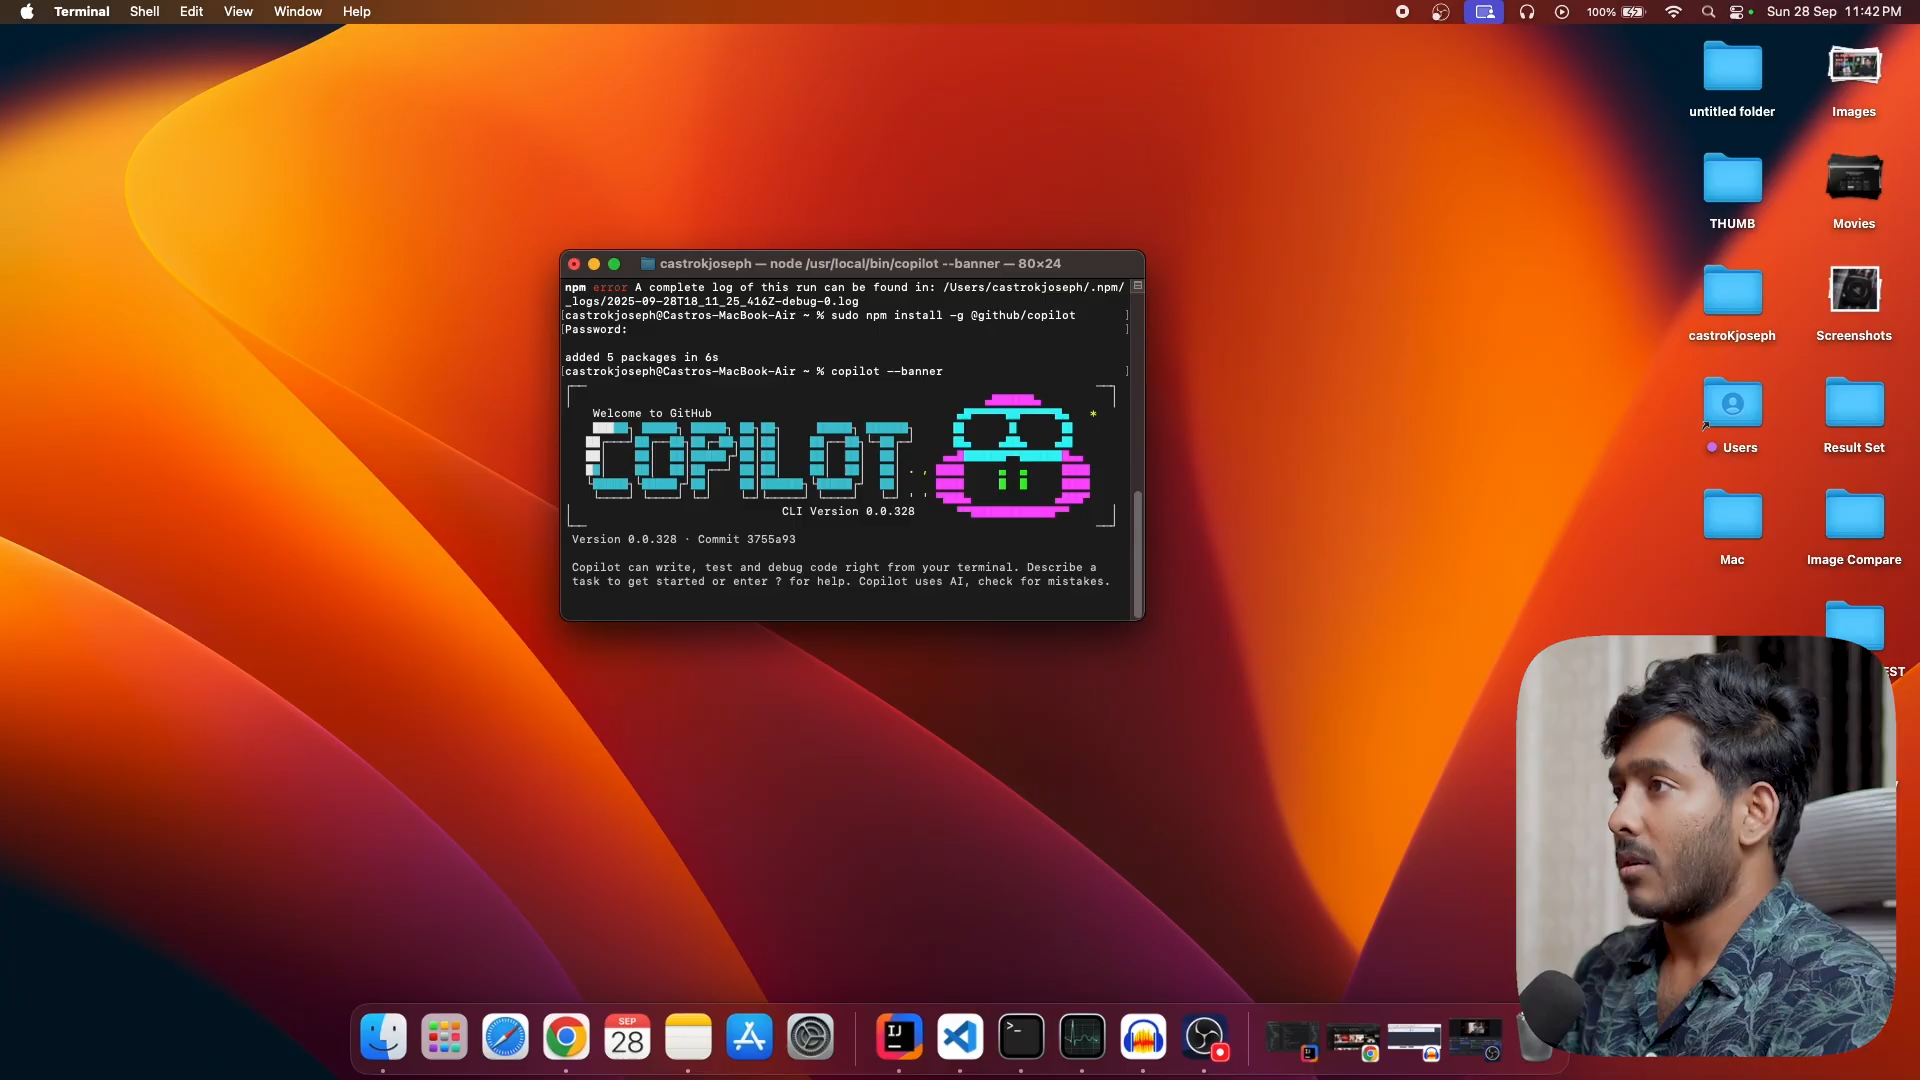 Terminal Shell Edit View Window Help 100% Sun 28 Sep 11:42 PM
untitled folder
Images
THUMB
Movies
castroKjoseph
Screenshots
Users
Result Set
Mac
Image Compare
EST
castrokjoseph — node /usr/local/bin/copilot --banner — 80×24
npm error A complete log of this run can be found in: /Users/castrokjoseph/.npm/
_logs/2025-09-28T18_11_25_416Z-debug-0.log
[castrokjoseph@Castros-MacBook-Air ~ % sudo npm install -g @github/copilot ]
[Password: ]
added 5 packages in 6s
[castrokjoseph@Castros-MacBook-Air ~ % copilot --banner ]
Welcome to GitHub
COPILOT
CLI Version 0.0.328
Version 0.0.328 · Commit 3755a93
Copilot can write, test and debug code right from your terminal. Describe a
task to get started or enter ? for help. Copilot uses AI, check for mistakes.
SEP
28
IJ